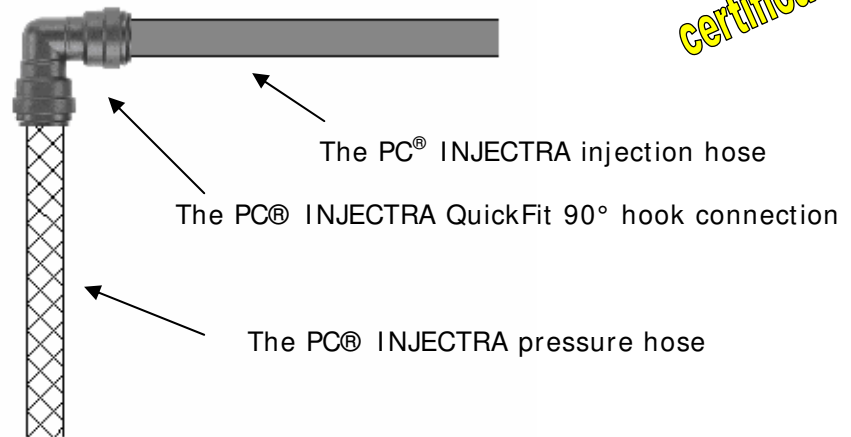 The PC® INJECTRA injection hose
The PC® INJECTRA QuickFit 90° hook connection
The PC® INJECTRA pressure hose